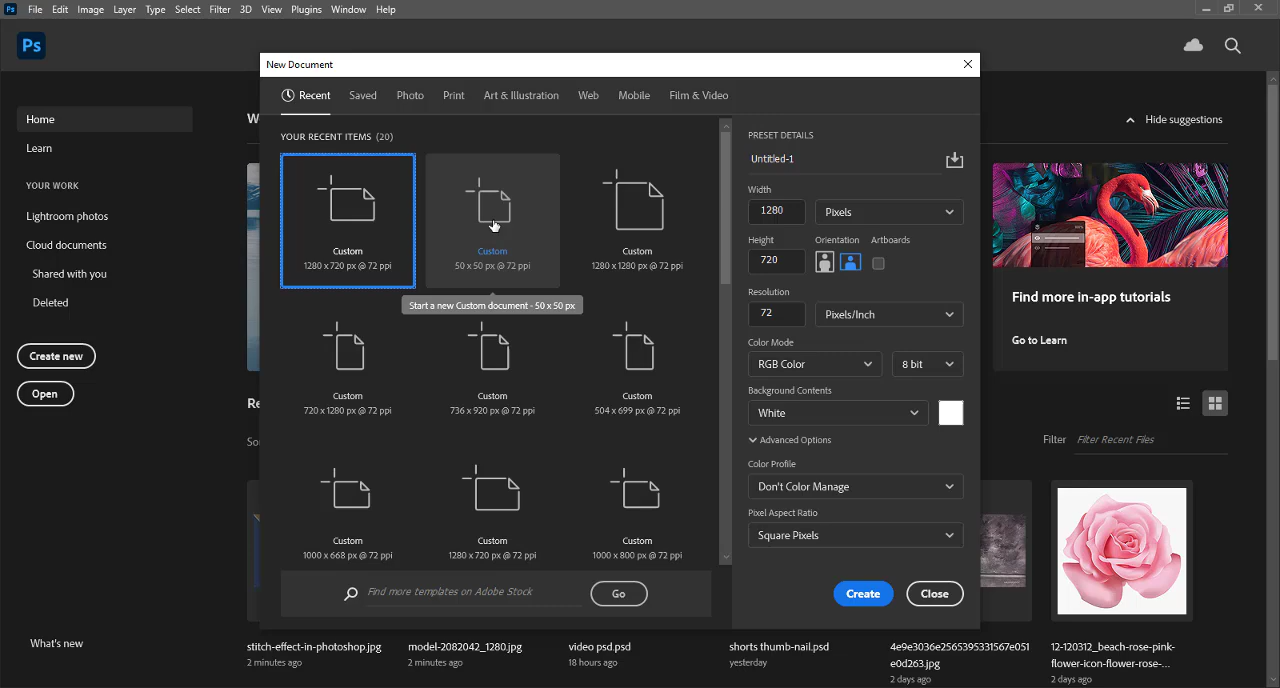 Ps File Edit Image Layer Type Select Filter 3D View Plugins Window Help
Ps
New Document
Home
Learn
YOUR WORK
Lightroom photos
Cloud documents
Shared with you
Deleted
Create new
Open
What's new
W
Hide suggestions
Recent Saved Photo Print Art & Illustration Web Mobile Film & Video
YOUR RECENT ITEMS (20)
Custom
1280 x 720 px @ 72 ppi
Custom
50 x 50 px @ 72 ppi
Custom
1280 x 1280 px @ 72 ppi
Start a new Custom document - 50 x 50 px
Custom
720 x 1280 px @ 72 ppi
Custom
736 x 920 px @ 72 ppi
Custom
504 x 699 px @ 72 ppi
Custom
1000 x 668 px @ 72 ppi
Custom
1280 x 720 px @ 72 ppi
Custom
1000 x 800 px @ 72 ppi
Find more templates on Adobe Stock Go
PRESET DETAILS
Untitled-1
Width
1280 Pixels
Height Orientation Artboards
720
Resolution
72 Pixels/Inch
Color Mode
RGB Color 8 bit
Background Contents
White
Advanced Options
Color Profile
Don't Color Manage
Pixel Aspect Ratio
Square Pixels
Create Close
Find more in-app tutorials
Go to Learn
Re
So
Filter Filter Recent Files
stitch-effect-in-photoshop.jpg
2 minutes ago
model-2082042_1280.jpg
2 minutes ago
video psd.psd
18 hours ago
shorts thumb-nail.psd
yesterday
4e9e3036e2565395331567e051
e0d263.jpg
2 days ago
12-120312_beach-rose-pink-
flower-icon-flower-rose-...
2 days ago